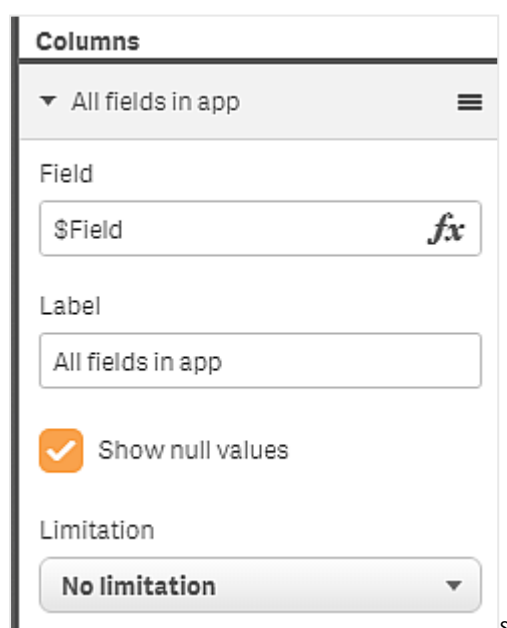 Columns
All fields in app
Field
$Field fx
Label
All fields in app
Show null values
Limitation
No limitation
s